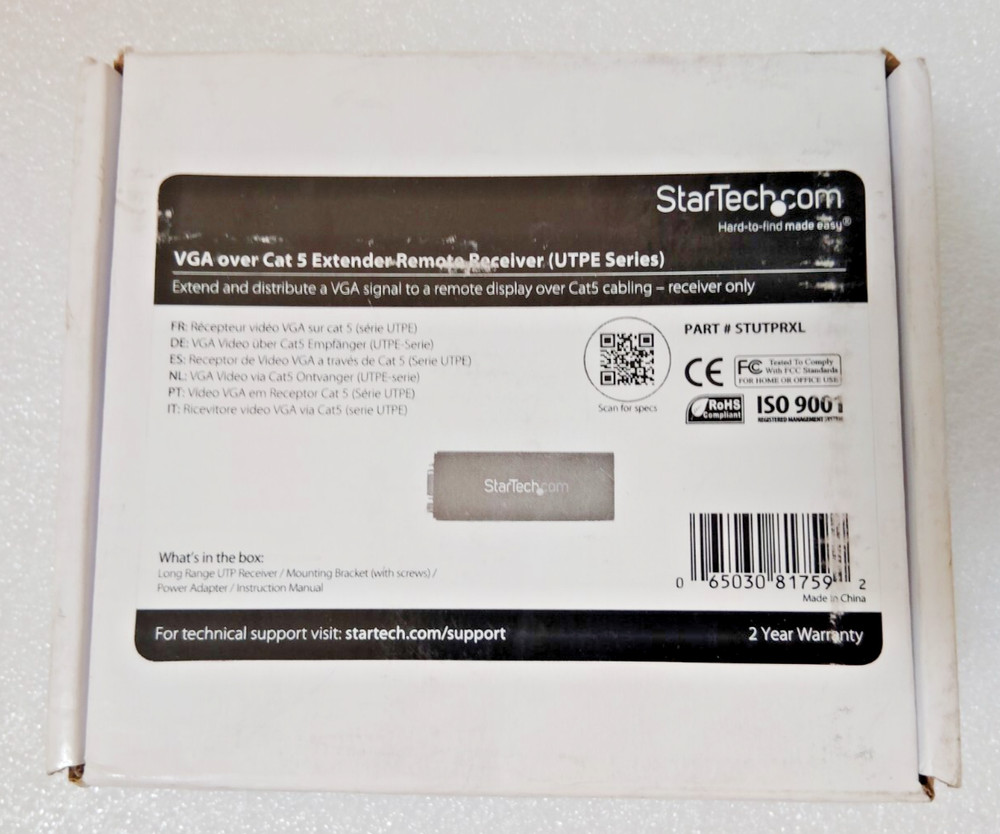 StarTech.com
Hard-to-find made easy®
VGA over Cat 5 Extender Remote Receiver (UTPE Series)
Extend and distribute a VGA signal to a remote display over Cat5 cabling – receiver only
FR: Récepteur vidéo VGA sur cat 5 (série UTPE)
DE: VGA Video über Cat5 Empfänger (UTPE-Serie)
ES: Receptor de Video VGA a través de Cat 5 (Serie UTPE)
NL: VGA Video via Cat5 Ontvanger (UTPE-serie)
PT: Vídeo VGA em Receptor Cat 5 (Série UTPE)
IT: Ricevitore video VGA via Cat5 (serie UTPE)
Scan for specs
PART # STUTPRXL
CE
FC Tested To Comply
With FCC Standards
FOR HOME OR OFFICE USE
RoHS
Compliant
ISO 9001
REGISTERED MANAGEMENT
StarTech.com
What's in the box:
Long Range UTP Receiver / Mounting Bracket (with screws) /
Power Adapter / Instruction Manual
0 65030 81759 2
Made in China
For technical support visit: startech.com/support
2 Year Warranty